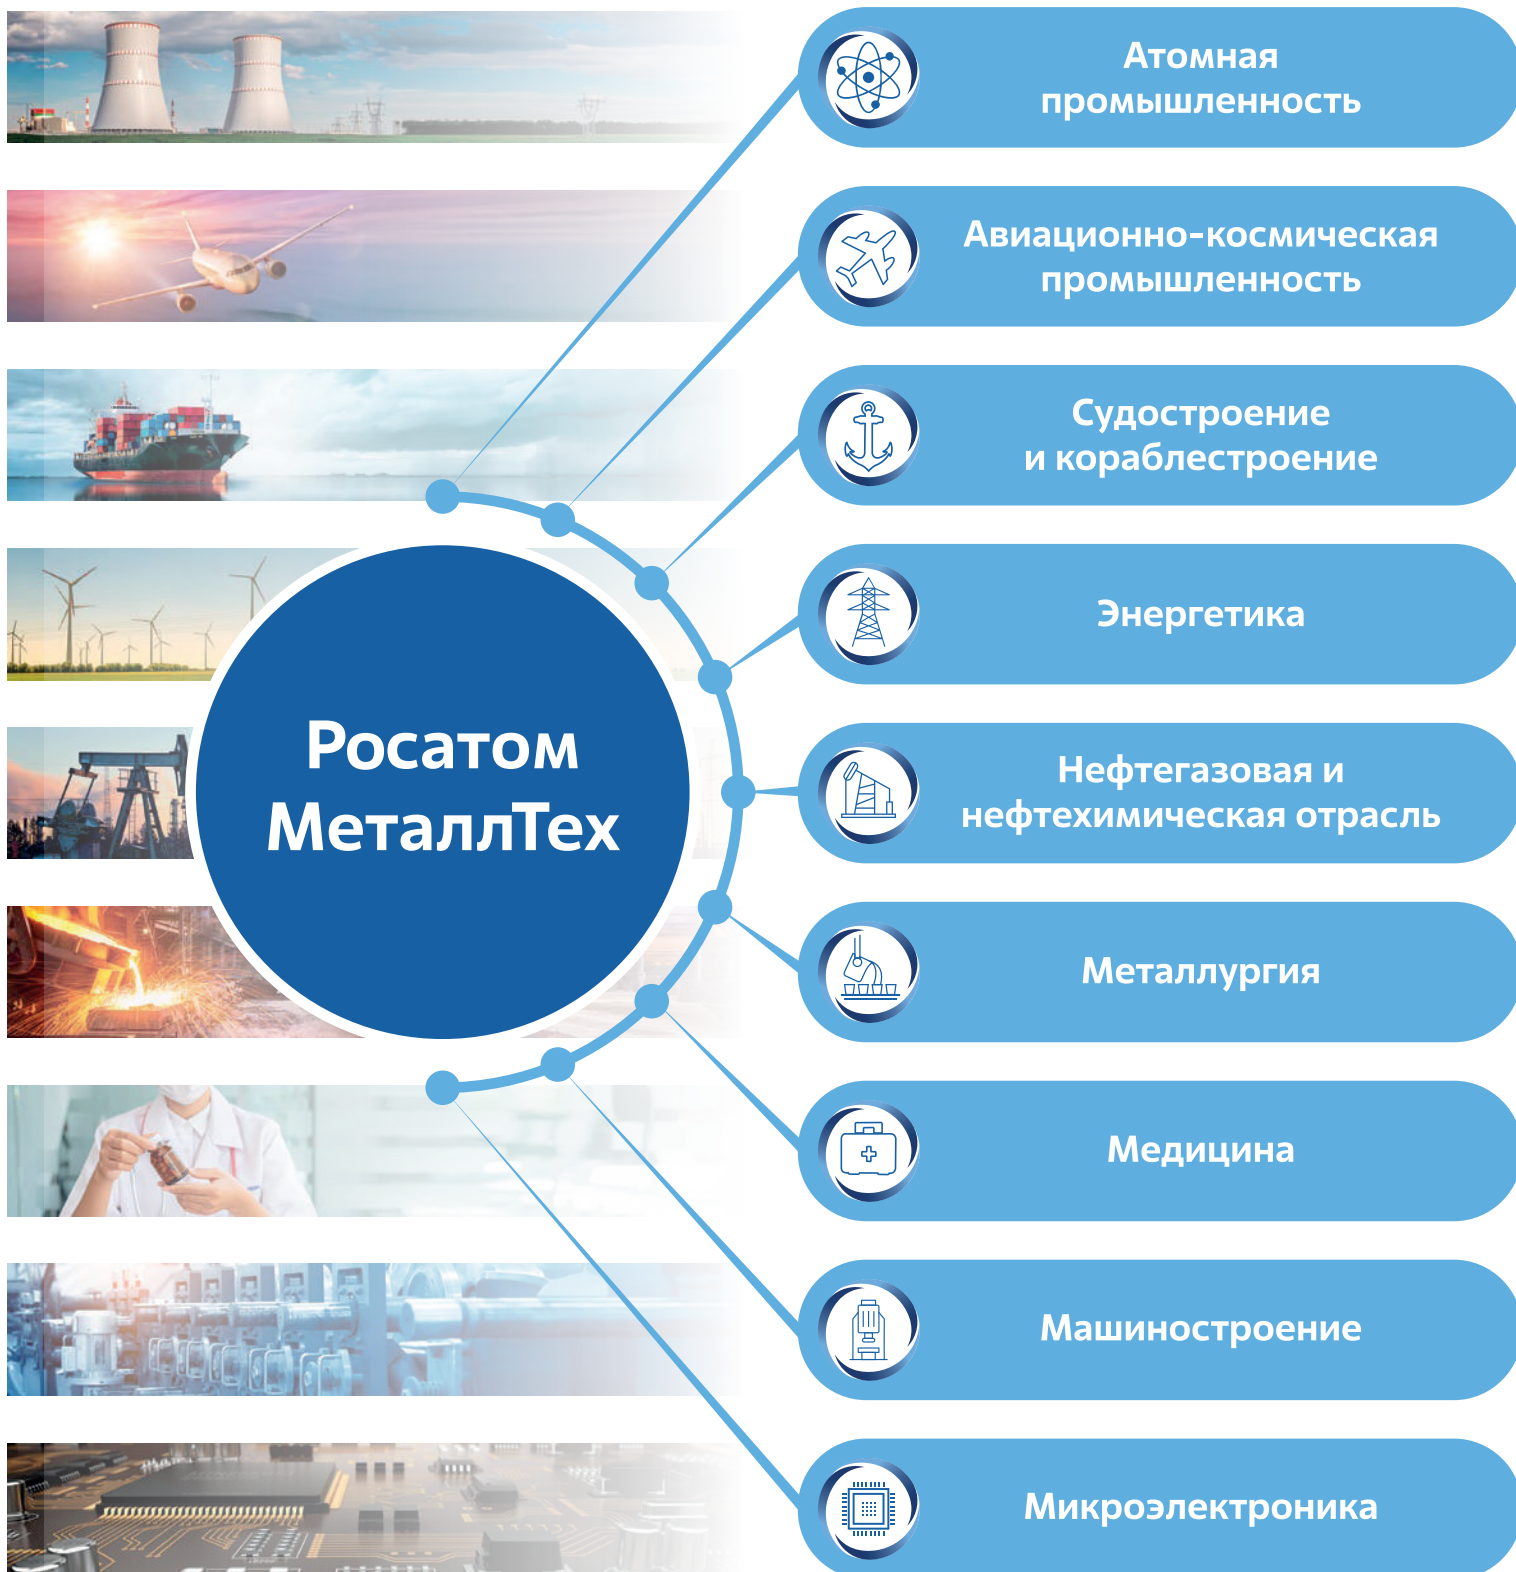 Атомная
промышленность
Авиационно-космическая
промышленность
Судостроение
и кораблестроение
Энергетика
Росатом
МеталлТех
Нефтегазовая и
нефтехимическая отрасль
Металлургия
Медицина
Машиностроение
Микроэлектроника